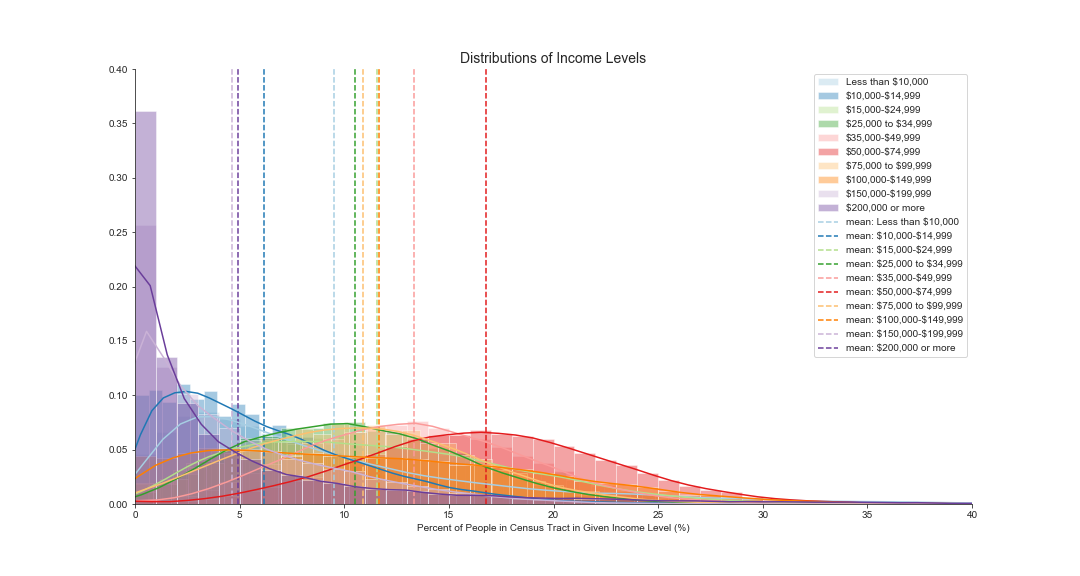 Distributions of Income Levels
0.40
0.35
0.30
0.25
0.20
0.15
0.10
0.05
0.00
0 5 10 15 20 25 30 35 40
Percent of People in Census Tract in Given Income Level (%)
Less than $10,000
$10,000-$14,999
$15,000-$24,999
$25,000 to $34,999
$35,000-$49,999
$50,000-$74,999
$75,000 to $99,999
$100,000-$149,999
$150,000-$199,999
$200,000 or more
mean: Less than $10,000
mean: $10,000-$14,999
mean: $15,000-$24,999
mean: $25,000 to $34,999
mean: $35,000-$49,999
mean: $50,000-$74,999
mean: $75,000 to $99,999
mean: $100,000-$149,999
mean: $150,000-$199,999
mean: $200,000 or more